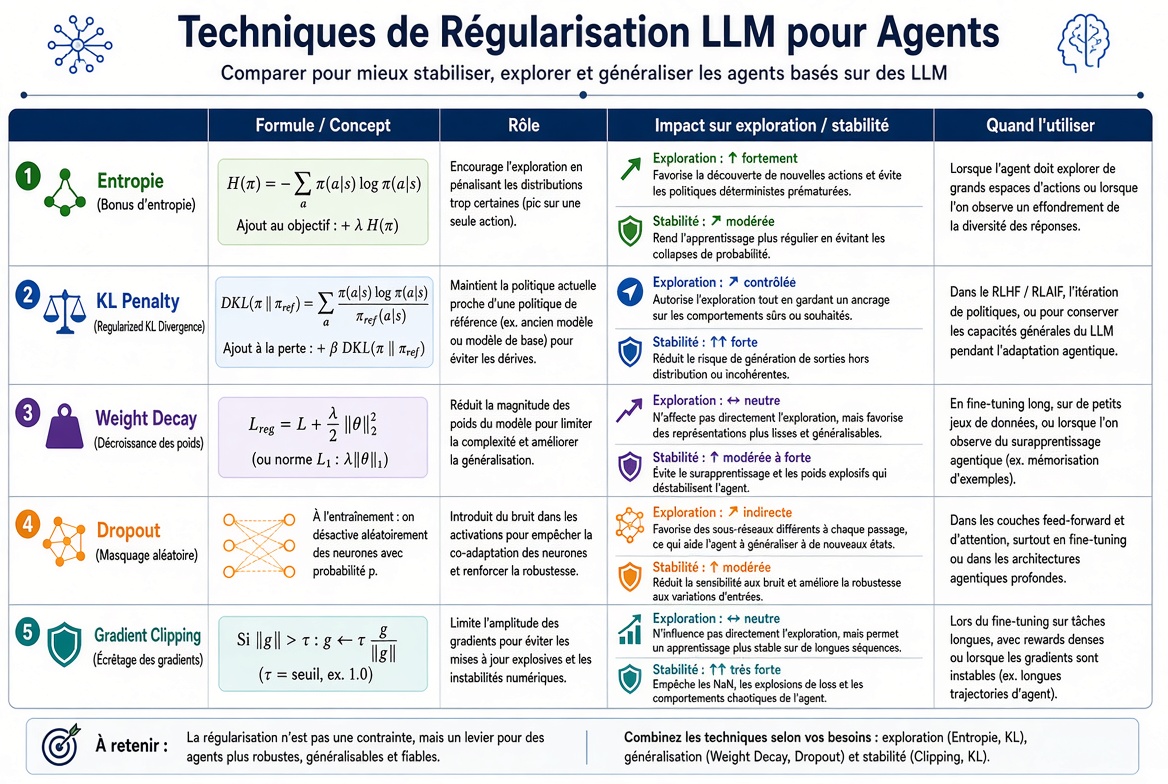 Techniques de Régularisation LLM pour Agents
Comparer pour mieux stabiliser, explorer et généraliser les agents basés sur des LLM
Formule / Concept
Rôle
Impact sur exploration / stabilité
Quand l'utiliser
1
Entropie
(Bonus d'entropie)
H(π) = − ∑ₐ π(a|s) log π(a|s)
Ajout au objectif : + λ H(π)
Encourage l'exploration en
pénalisant les distributions
trop certaines (pic sur une
seule action).
Exploration : ↑ fortement
Favorise la découverte de nouvelles actions et évite
les politiques déterministes prématurées.
Stabilité : ↗ modérée
Rend l'apprentissage plus régulier en évitant les
collapses de probabilité.
Lorsque l'agent doit explorer de
grands espaces d'actions ou lorsque
l'on observe un effondrement de
la diversité des réponses.
2
KL Penalty
(Regularized KL Divergence)
DKL(π ‖ π_ref) = ∑ₐ π(a|s) log π(a|s) / π_ref(a|s)
Ajout à la perte : + β DKL(π ‖ π_ref)
Maintient la politique actuelle
proche d'une politique de
référence (ex. ancien modèle
ou modèle de base) pour
éviter les dérives.
Exploration : ↗ contrôlée
Autorise l'exploration tout en gardant un ancrage
sur les comportements sûrs ou souhaités.
Stabilité : ↑↑ forte
Réduit le risque de génération de sorties hors
distribution ou incohérentes.
Dans le RLHF / RLAIF, l'itération
de politiques, ou pour conserver
les capacités générales du LLM
pendant l'adaptation agentique.
3
Weight Decay
(Décroissance des poids)
L_reg = L + λ/2 ‖θ‖₂²
(ou norme L₁ : λ‖θ‖₁)
Réduit la magnitude des
poids du modèle pour limiter
la complexité et améliorer
la généralisation.
Exploration : ↔ neutre
N'affecte pas directement l'exploration, mais favorise
des représentations plus lisses et généralisables.
Stabilité : ↑ modérée à forte
Évite le surapprentissage et les poids explosifs qui
déstabilisent l'agent.
En fine-tuning long, sur de petits
jeux de données, ou lorsque l'on
observe du surapprentissage
agentique (ex. mémorisation
d'exemples).
4
Dropout
(Masquage aléatoire)
À l'entraînement : on
désactive aléatoirement
des neurones avec
probabilité p.
Introduit du bruit dans les
activations pour empêcher la
co-adaptation des neurones
et renforcer la robustesse.
Exploration : ↗ indirecte
Favorise des sous-réseaux différents à chaque passage,
ce qui aide l'agent à généraliser à de nouveaux états.
Stabilité : ↑ modérée
Réduit la sensibilité aux bruit et améliore la robustesse
aux variations d'entrées.
Dans les couches feed-forward et
d'attention, surtout en fine-tuning
ou dans les architectures
agentiques profondes.
5
Gradient Clipping
(Écrêtage des gradients)
Si ‖g‖ > τ : g ← τ g / ‖g‖
(τ = seuil, ex. 1.0)
Limite l'amplitude des
gradients pour éviter les
mises à jour explosives et les
instabilités numériques.
Exploration : ↔ neutre
N'influence pas directement l'exploration, mais permet
un apprentissage plus stable sur de longues séquences.
Stabilité : ↑↑ très forte
Empêche les NaN, les explosions de loss et les
comportements chaotiques de l'agent.
Lors du fine-tuning sur tâches
longues, avec rewards denses
ou lorsque les gradients sont
instables (ex. longues
trajectoires d'agent).
À retenir :
La régularisation n'est pas une contrainte, mais un levier pour des
agents plus robustes, généralisables et fiables.
Combinez les techniques selon vos besoins : exploration (Entropie, KL),
généralisation (Weight Decay, Dropout) et stabilité (Clipping, KL).